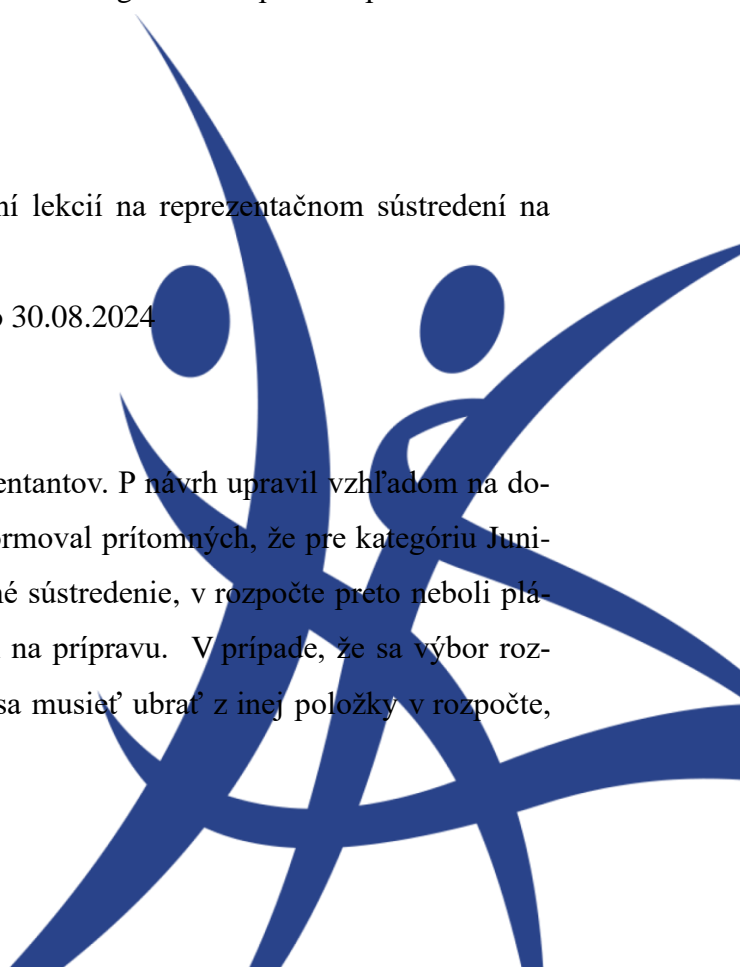 ní lekcií na reprezentačnom sústredení na
30.08.2024
entantov. P návrh upravil vzhľadom na do-
ormoval prítomných, že pre kategóriu Juni-
né sústredenie, v rozpočte preto neboli plá-
na prípravu. V prípade, že sa výbor roz-
sa musieť ubrať z inej položky v rozpočte,